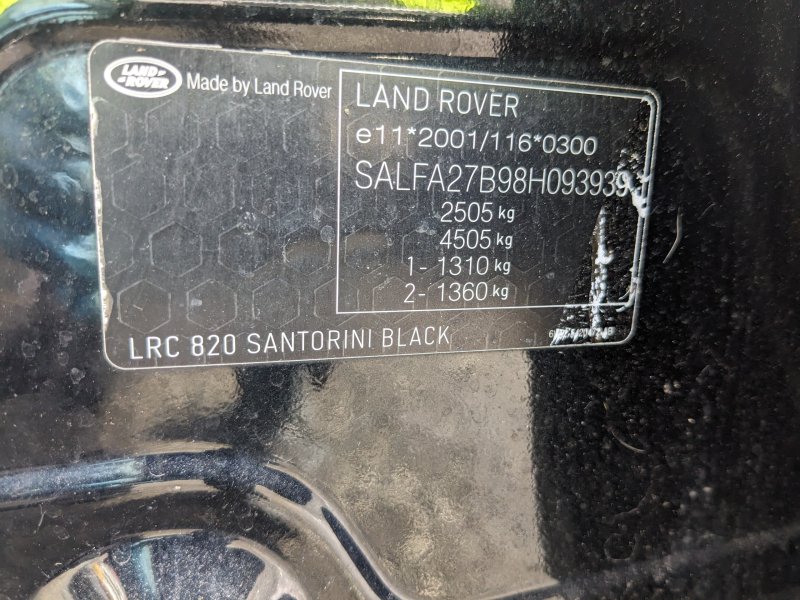 LAND ROVER
Made by Land Rover
LAND ROVER
e11*2001/116*0300
SALFA27B98H093939
2505 kg
4505 kg
1- 1310 kg
2- 1360 kg
LRC 820 SANTORINI BLACK